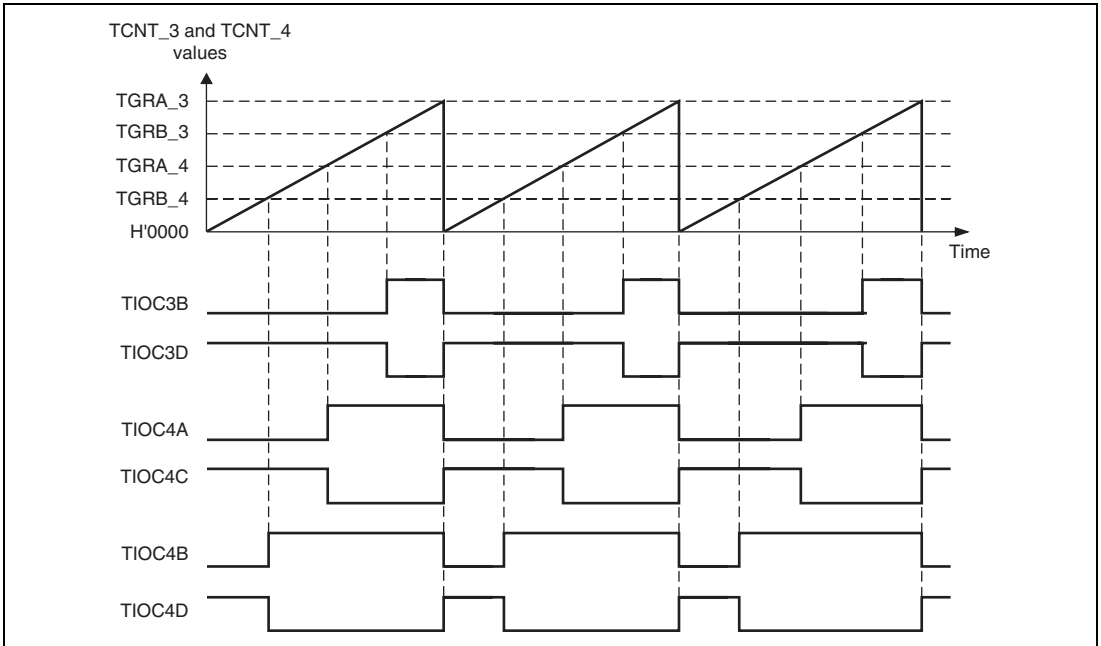 TCNT_3 and TCNT_4
values
TGRA_3
TGRB_3
TGRA_4
TGRB_4
H'0000
Time
TIOC3B
TIOC3D
TIOC4A
TIOC4C
TIOC4B
TIOC4D